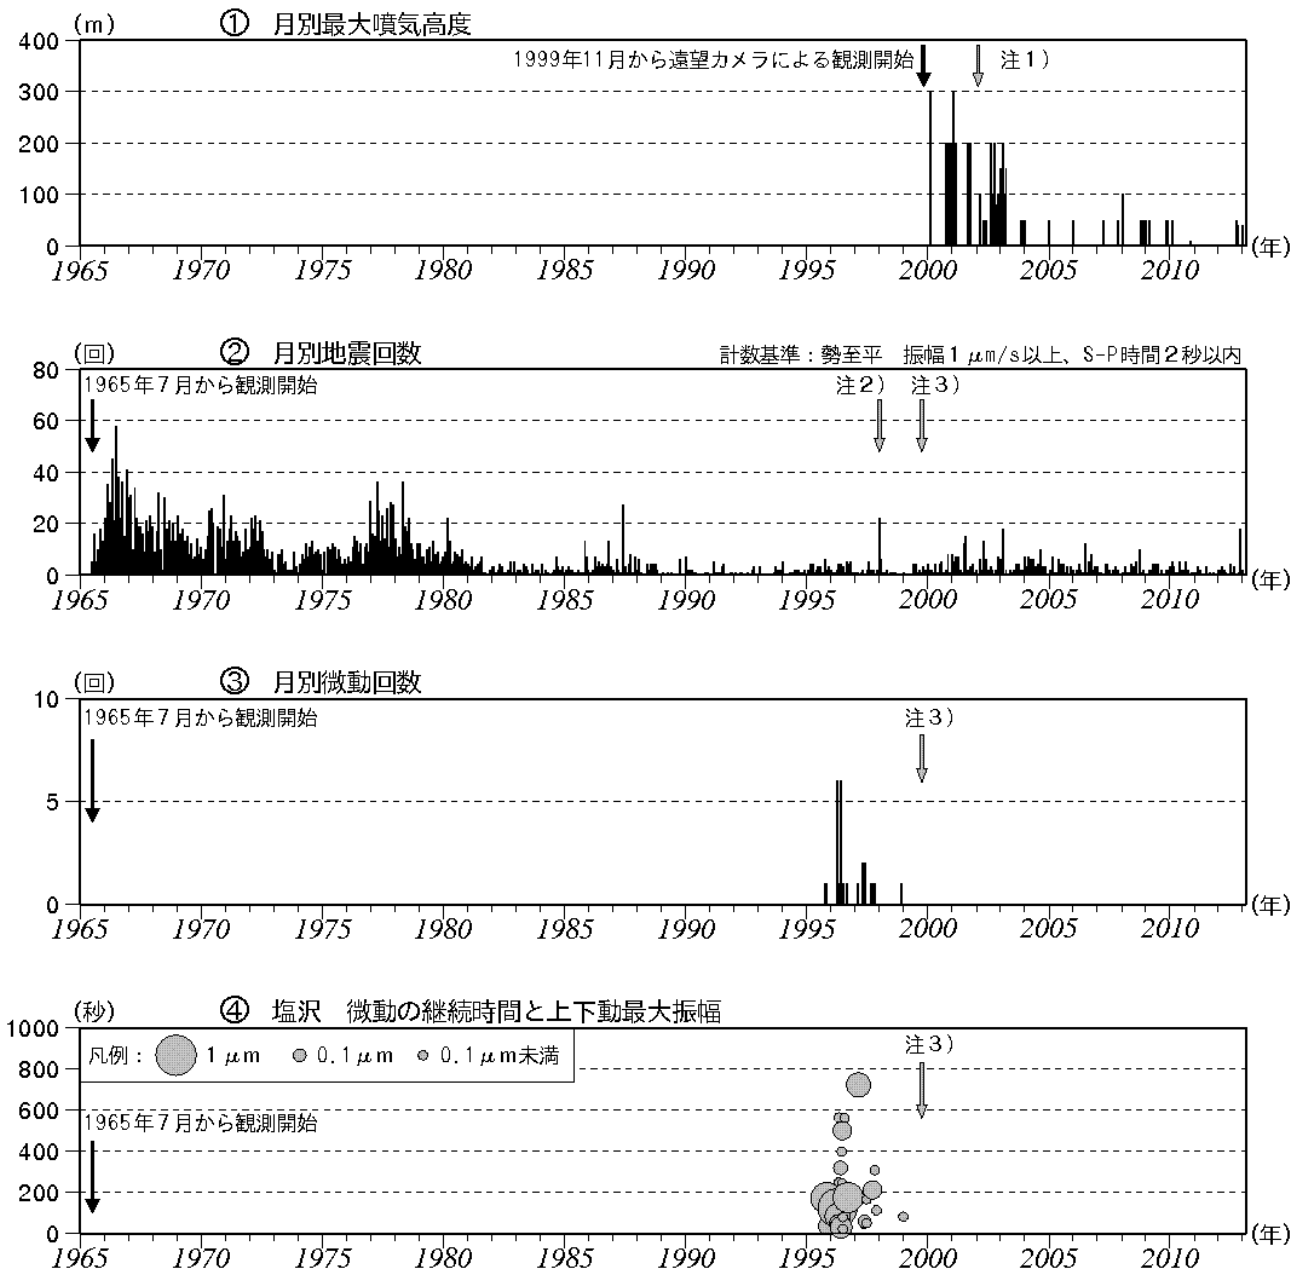 (m) ① 月別最大噴気高度
400
1999年11月から遠望カメラによる観測開始 注1)
300
200
100
0
1965 1970 1975 1980 1985 1990 1995 2000 2005 2010 (年)
(回) ② 月別地震回数 計数基準：勢至平 振幅1μm/s以上、S-P時間2秒以内
80
1965年7月から観測開始 注2) 注3)
60
40
20
0
1965 1970 1975 1980 1985 1990 1995 2000 2005 2010 (年)
(回) ③ 月別微動回数
10
1965年7月から観測開始 注3)
5
0
1965 1970 1975 1980 1985 1990 1995 2000 2005 2010 (年)
(秒) ④ 塩沢 微動の継続時間と上下動最大振幅
1000
凡例： 1μm 0.1μm 0.1μm未満 注3)
800
600
1965年7月から観測開始
400
200
0
1965 1970 1975 1980 1985 1990 1995 2000 2005 2010 (年)